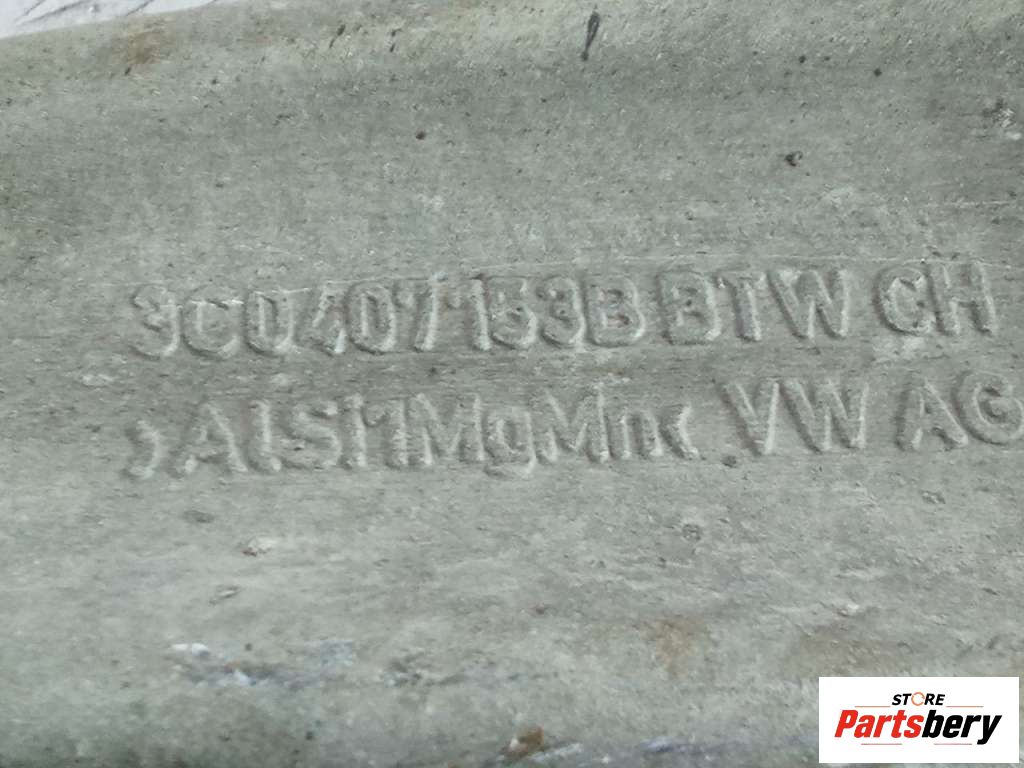 3C0407153B BTW CH
>AlSi1MgMn< VW AG
STORE
Partsbery